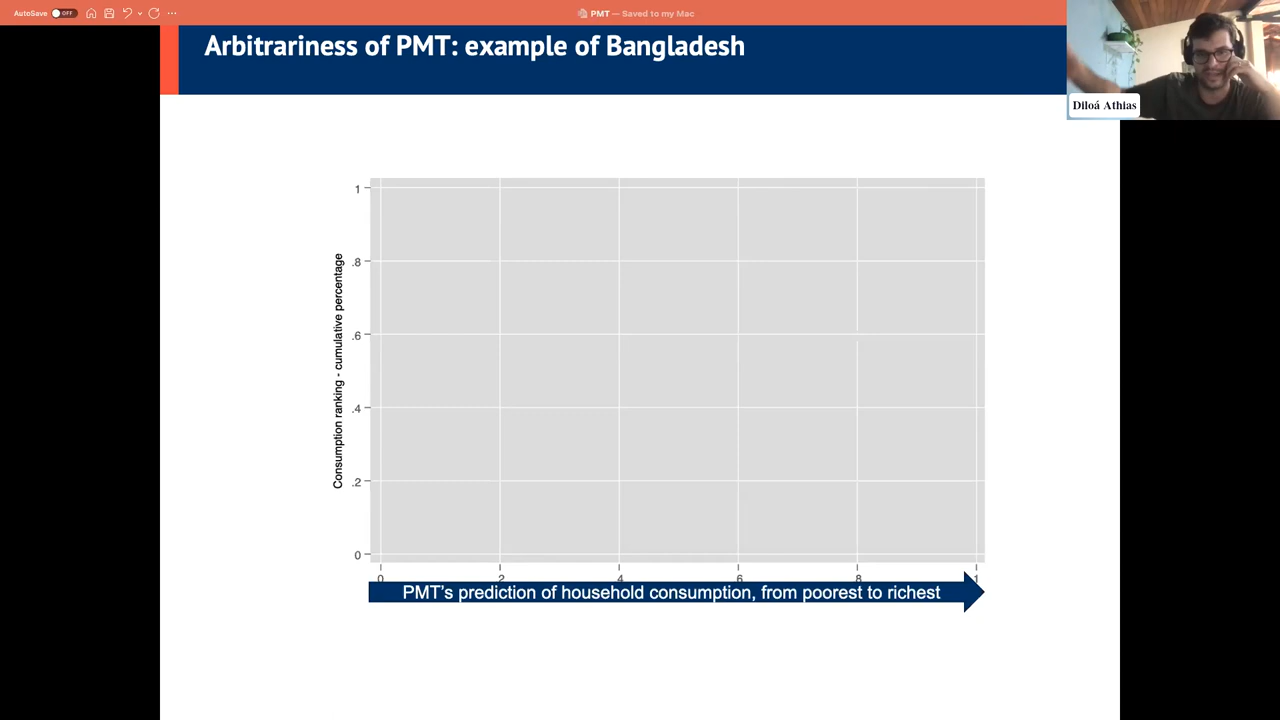 AutoSave OFF
PMT — Saved to my Mac
Arbitrariness of PMT: example of Bangladesh
Diloá Athias
1
.8
.6
.4
.2
0
Consumption ranking - cumulative percentage
0 .2 .4 .6 .8 1
PMT's prediction of household consumption, from poorest to richest